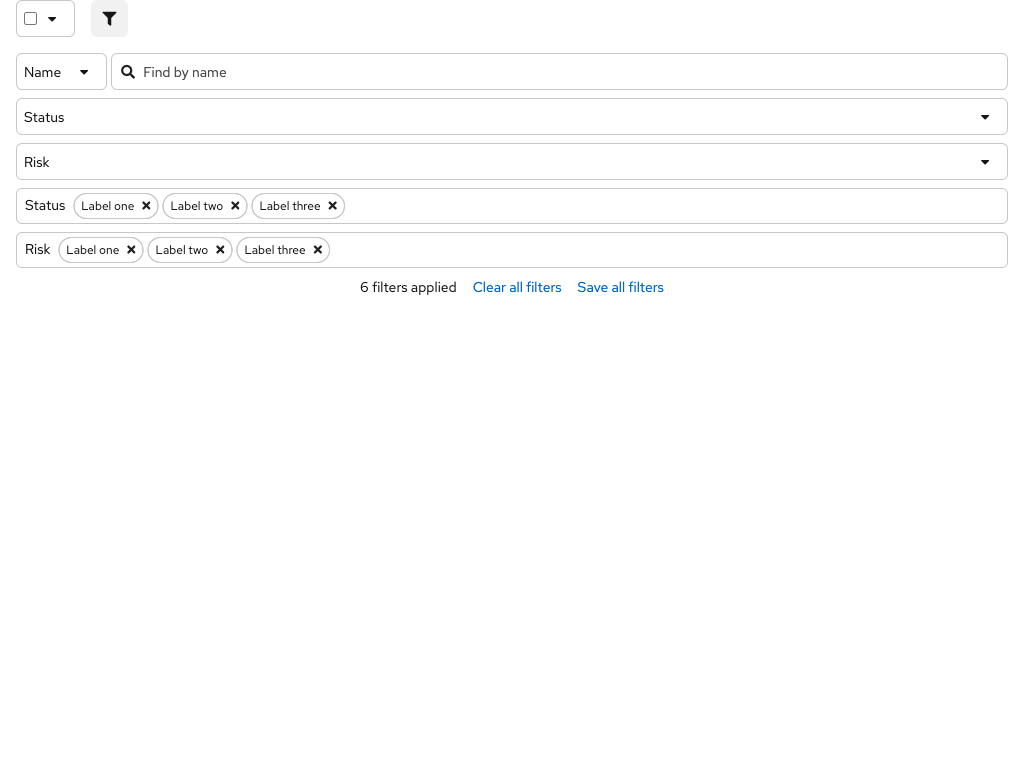 Name Find by name
Status
Risk
Status Label one Label two Label three
Risk Label one Label two Label three
6 filters applied Clear all filters Save all filters